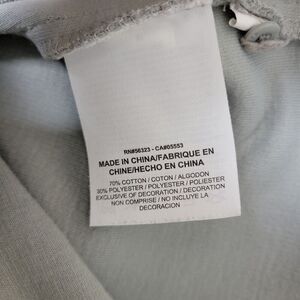 RN#56323 - CA#05553
MADE IN CHINA/FABRIQUE EN
CHINE/HECHO EN CHINA
70% COTTON / COTON / ALGODON
30% POLYESTER / POLYESTER / POLIESTER
EXCLUSIVE OF DECORATION / DECORATION
NON COMPRISE / NO INCLUYE LA
DECORACION